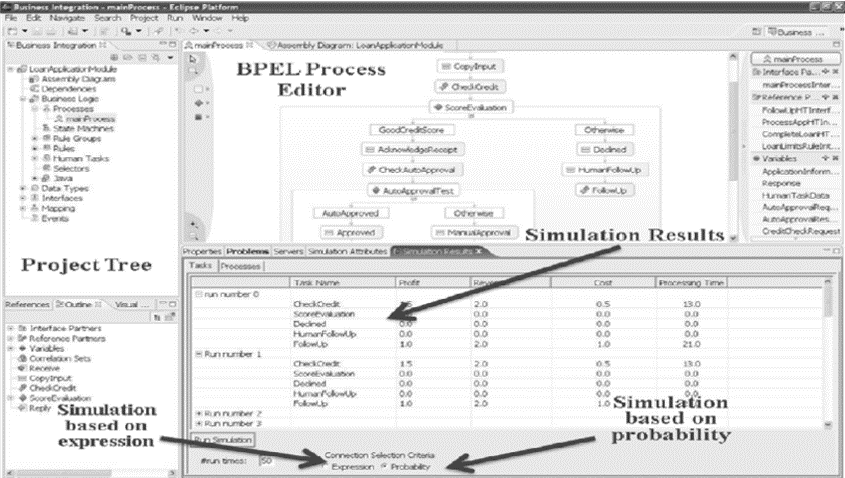 Business Integration - mainProcess - Eclipse Platform
File Edit Navigate Search Project Run Window Help
Business ...
Business Integration
LoanApplicationModule
Assembly Diagram
Dependencies
Business Logic
Processes
mainProcess
State Machines
Rule Groups
Rules
Human Tasks
Selectors
Java
Data Types
Interfaces
Mapping
Events
Project Tree
mainProcess Assembly Diagram: LoanApplicationModule
BPEL Process
Editor
CopyInput
CheckCredit
ScoreEvaluation
GoodCreditScore Otherwise
AcknowledgeReceipt Declined
CheckAutoApproval HumanFollowUp
AutoApprovalTest FollowUp
AutoApproved Otherwise
Approved ManualApproval
mainProcess
Interface Pa...
mainProcessInter...
Reference P...
FollowUpHTInterf...
ProcessAppHTIn...
CompleteLoanHT...
LoanLimitsRuleInt...
Variables
ApplicationInform...
Response
HumanTaskData
AutoApprovalReq...
AutoApprovalRes...
CreditCheckRequest
Simulation Results
References Outline Visual ...
Interface Partners
Reference Partners
Variables
Correlation Sets
Receive
CopyInput
CheckCredit
ScoreEvaluation
Reply
Simulation
based on
expression
Properties Problems Servers Simulation Attributes Simulation Results
Tasks Processes
Task Name Profit Cost Processing Time
run number 0
CheckCredit 2.0 0.5 13.0
ScoreEvaluation 0.0 0.0 0.0
Declined 0.0 0.0 0.0 0.0
HumanFollowUp 0.0 0.0 0.0 0.0
FollowUp 1.0 2.0 1.0 21.0
Run number 1
CheckCredit 1.5 2.0 0.5 13.0
ScoreEvaluation 0.0 0.0 0.0 0.0
Declined 0.0 0.0 0.0 0.0
HumanFollowUp 0.0 0.0 0.0 0.0
FollowUp 1.0 2.0 1.0
Run number 2
Run number 3
Simulation
based on
probability
Run Simulation
#run times: 50
Connection Selection Criteria
Expression Probability